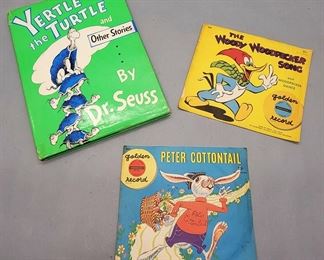 YERTLE
the TURTLE
and
Other Stories
By
Dr. Seuss
THE
WOODY WOODPECKER
SONG
golden
record
golden
record
PETER COTTONTAIL